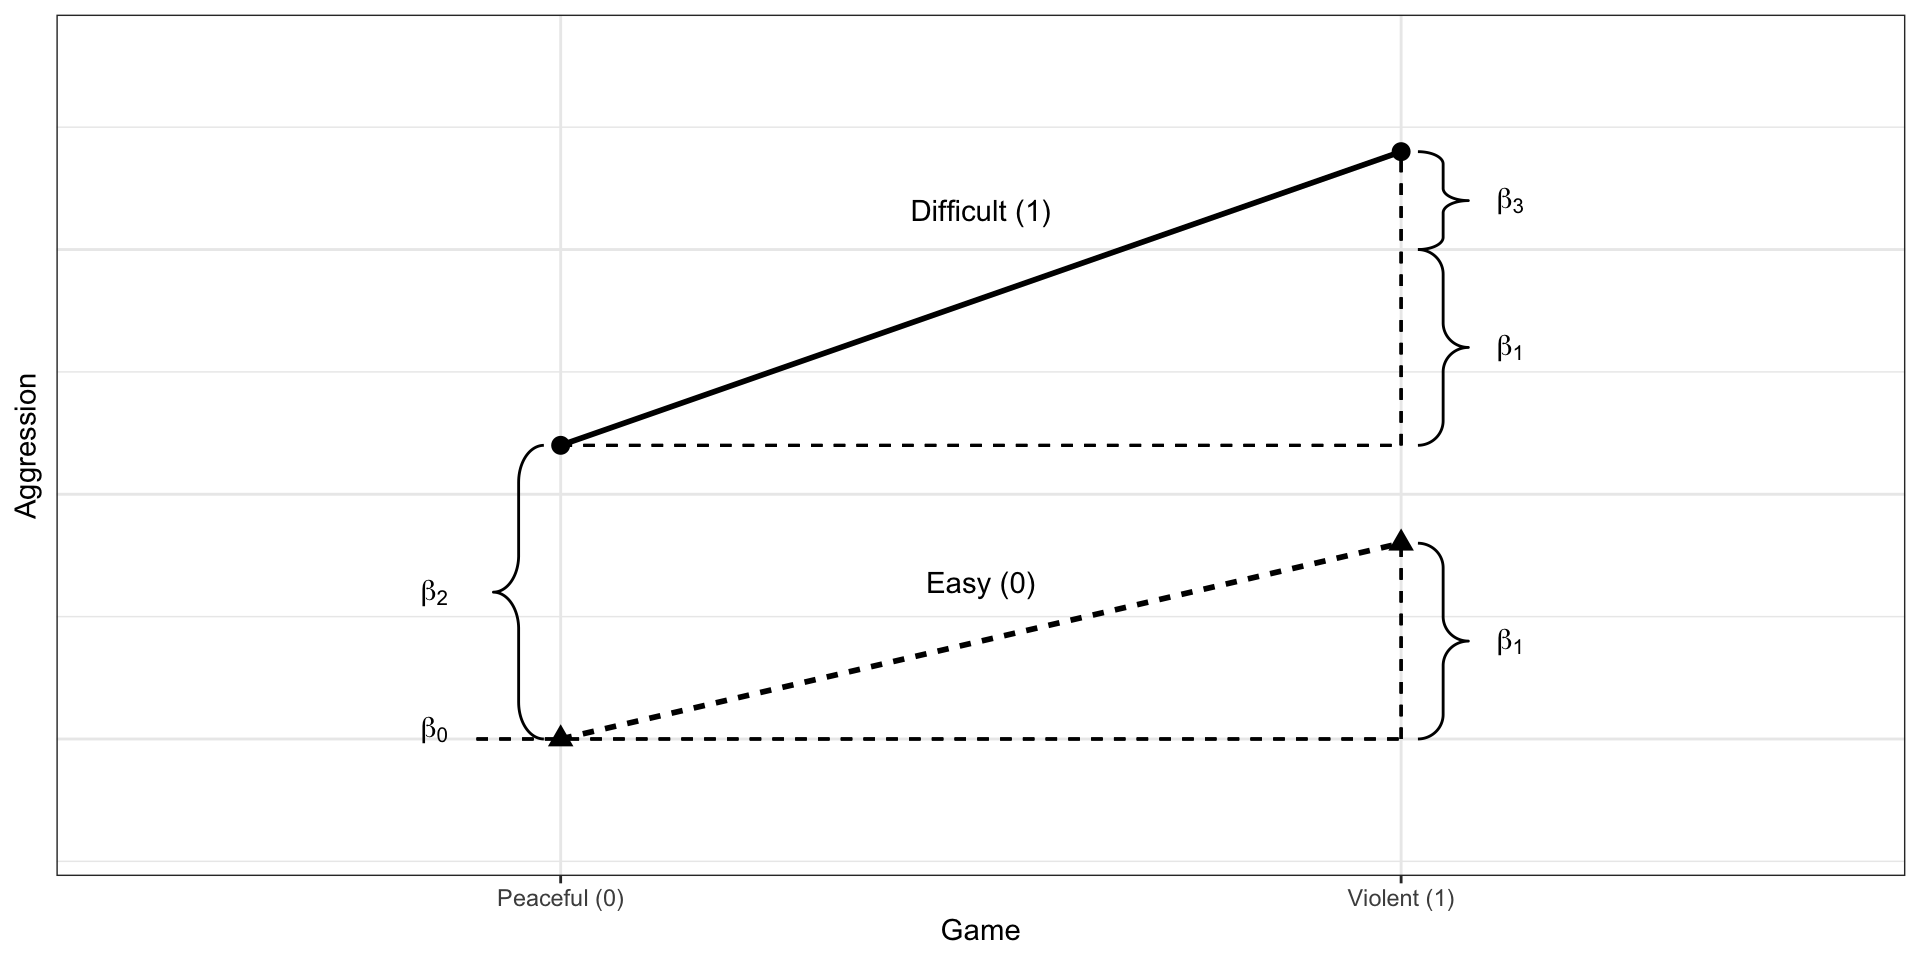 Difficult (1)
β3
β1
Easy (0)
β2
β1
β0
Aggression
Peaceful (0)
Violent (1)
Game